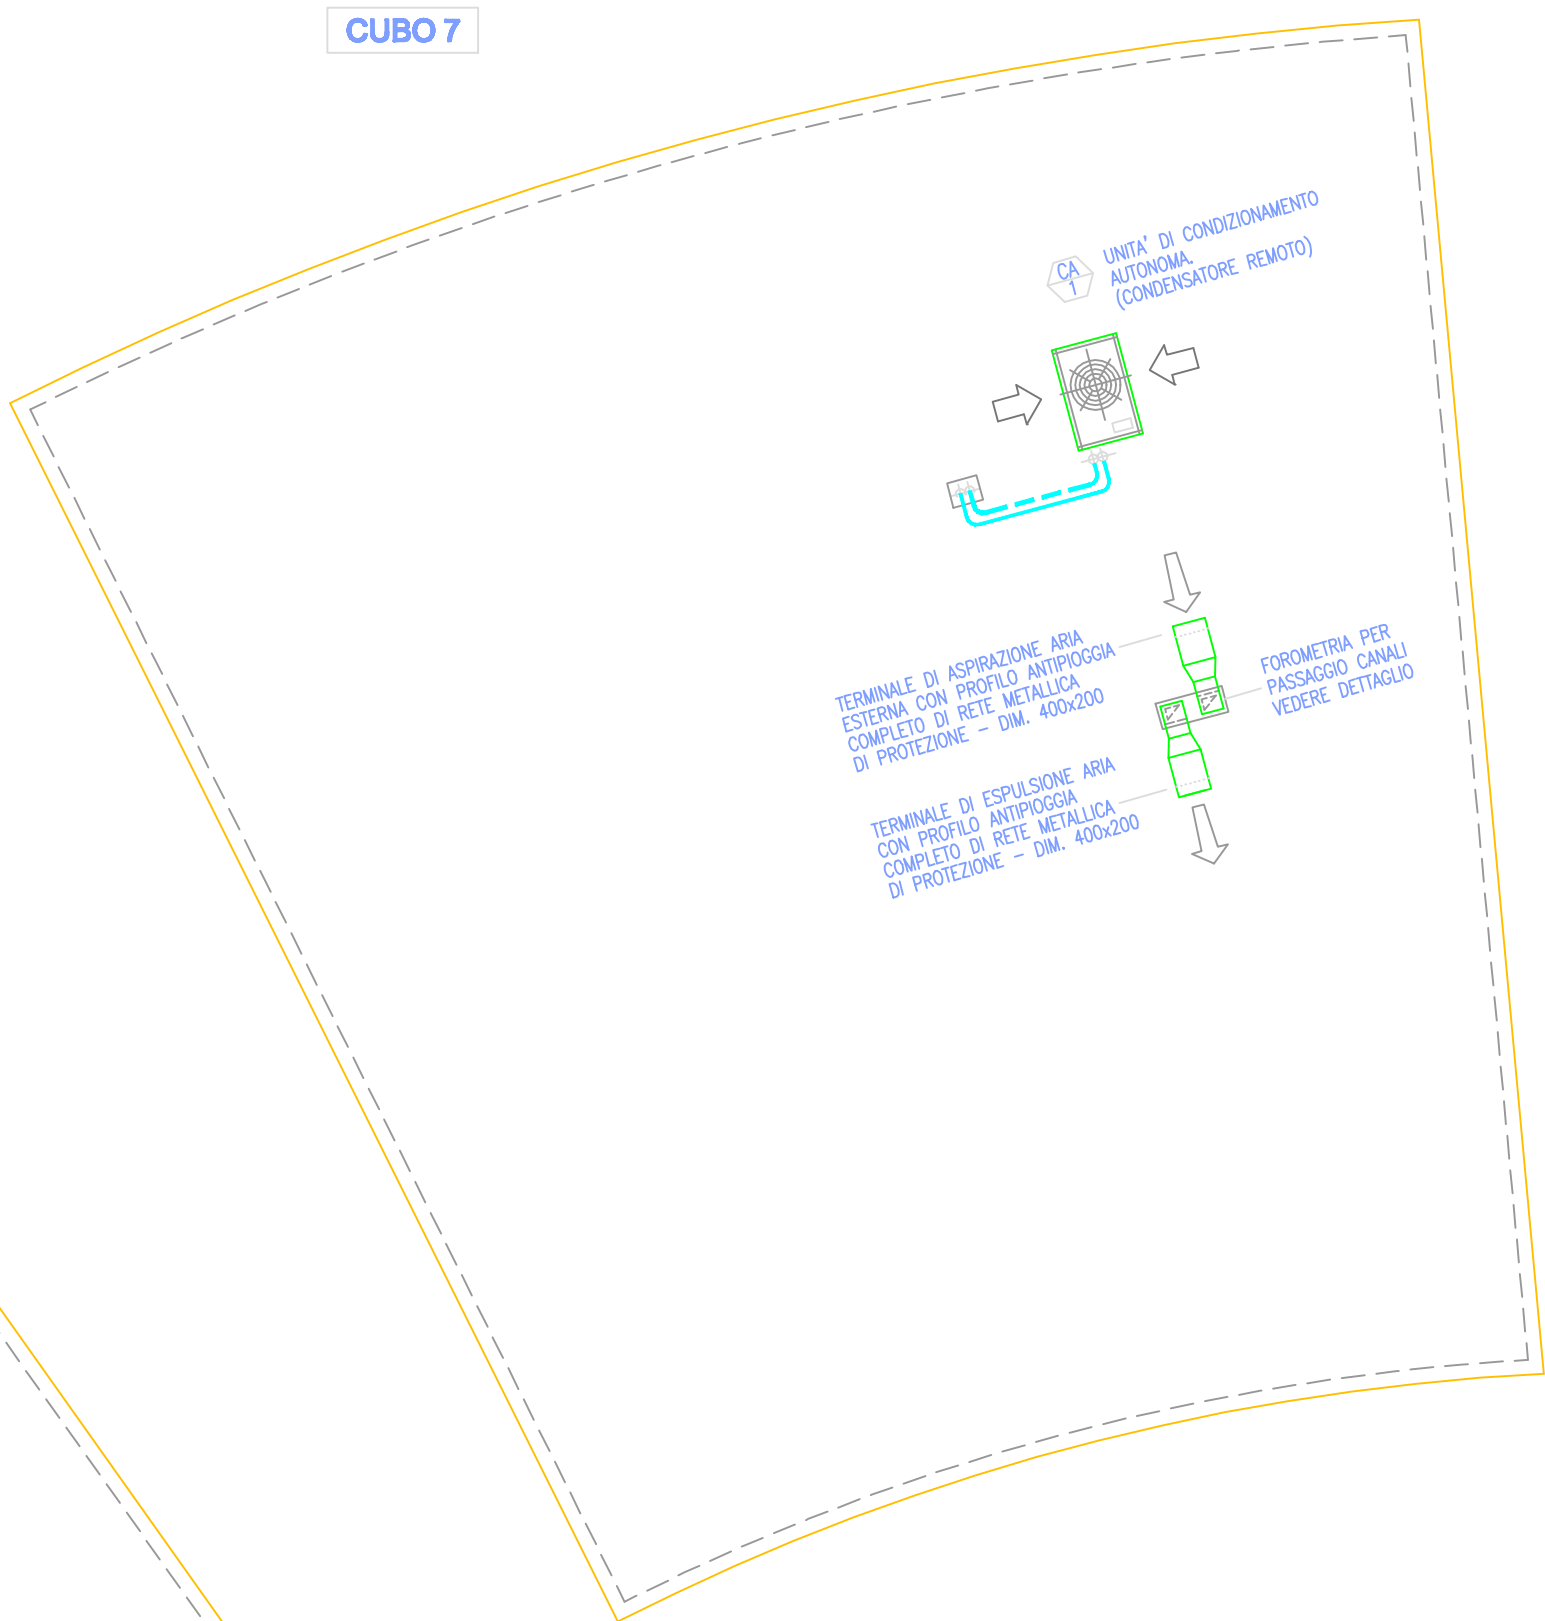 CUBO 7
CA
1
UNITA' DI CONDIZIONAMENTO
AUTONOMA.
(CONDENSATORE REMOTO)
TERMINALE DI ASPIRAZIONE ARIA
ESTERNA CON PROFILO ANTIPIOGGIA
COMPLETO DI RETE METALLICA
DI PROTEZIONE - DIM. 400x200
FOROMETRIA PER
PASSAGGIO CANALI
VEDERE DETTAGLIO
TERMINALE DI ESPULSIONE ARIA
CON PROFILO ANTIPIOGGIA
COMPLETO DI RETE METALLICA
DI PROTEZIONE - DIM. 400x200